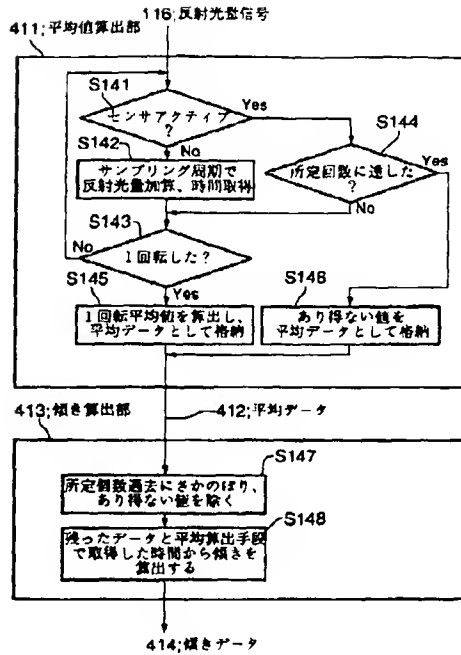 116;反射光量信号
411;平均値算出部
S141
センサアクティブ
?
Yes
S144
S142
No
サンプリング周期で
反射光量加算、時間取得
所定回数に達した
?
Yes
No
S143
No
1回転した?
S145
Yes
S146
1回転平均値を算出し、
平均データとして格納
あり得ない値を
平均データとして格納
413;傾き算出部
412;平均データ
S147
所定個数過去にさかのぼり、
あり得ない値を除く
S148
残ったデータと平均算出手段
で取得した時間から傾きを
算出する
414;傾きデータ